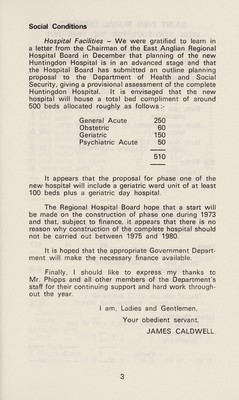 Social Conditions
Hospital Facilities – We were gratified to learn in
a letter from the Chairman of the East Anglian Regional
Hospital Board in December that planning of the new
Huntingdon Hospital is in an advanced stage and that
the Hospital Board has submitted an outline planning
proposal to the Department of Health and Social
Security, giving a provisional assessment of the complete
Huntingdon Hospital. It is envisaged that the new
hospital will house a total bed compliment of around
500 beds allocated roughly as follows :-
General Acute 250
Obstetric 60
Geriatric 150
Psychiatric Acute 50
510
It appears that the proposal for phase one of the
new hospital will include a geriatric ward unit of at least
100 beds plus a geriatric day hospital.
The Regional Hospital Board hope that a start will
be made on the construction of phase one during 1973
and that, subject to finance, it appears that there is no
reason why construction of the complete hospital should
not be carried out between 1975 and 1980.
It is hoped that the appropriate Government Depart-
ment will make the necessary finance available.
Finally, I should like to express my thanks to
Mr. Phipps and all other members of the Department's
staff for their continuing support and hard work through-
out the year.
I am, Ladies and Gentlemen,
Your obedient servant,
JAMES CALDWELL.
3